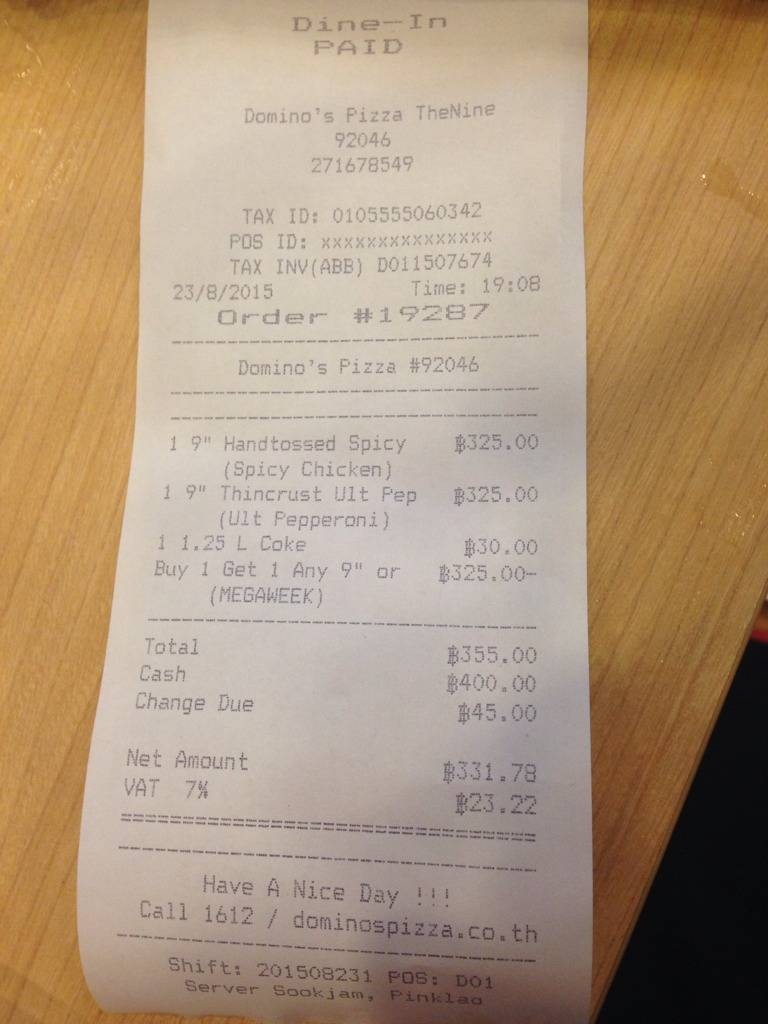 Dine-In
PAID
Domino's Pizza TheNine
92046
271678549
TAX ID: 0105555060342
POS ID: xxxxxxxxxxxxxxx
TAX INV(ABB) D011507674
23/8/2015 Time: 19:08
Order #19287
Domino's Pizza #92046
1 9" Handtossed Spicy ฿325.00
(Spicy Chicken)
1 9" Thincrust Ult Pep ฿325.00
(Ult Pepperoni)
1 1.25 L Coke ฿30.00
Buy 1 Get 1 Any 9" or ฿325.00-
(MEGAWEEK)
Total ฿355.00
Cash ฿400.00
Change Due ฿45.00
Net Amount ฿331.78
VAT 7% ฿23.22
Have A Nice Day !!!
Call 1612 / dominospizza.co.th
Shift: 201508231 POS: D01
Server Sookjam, Pinklao